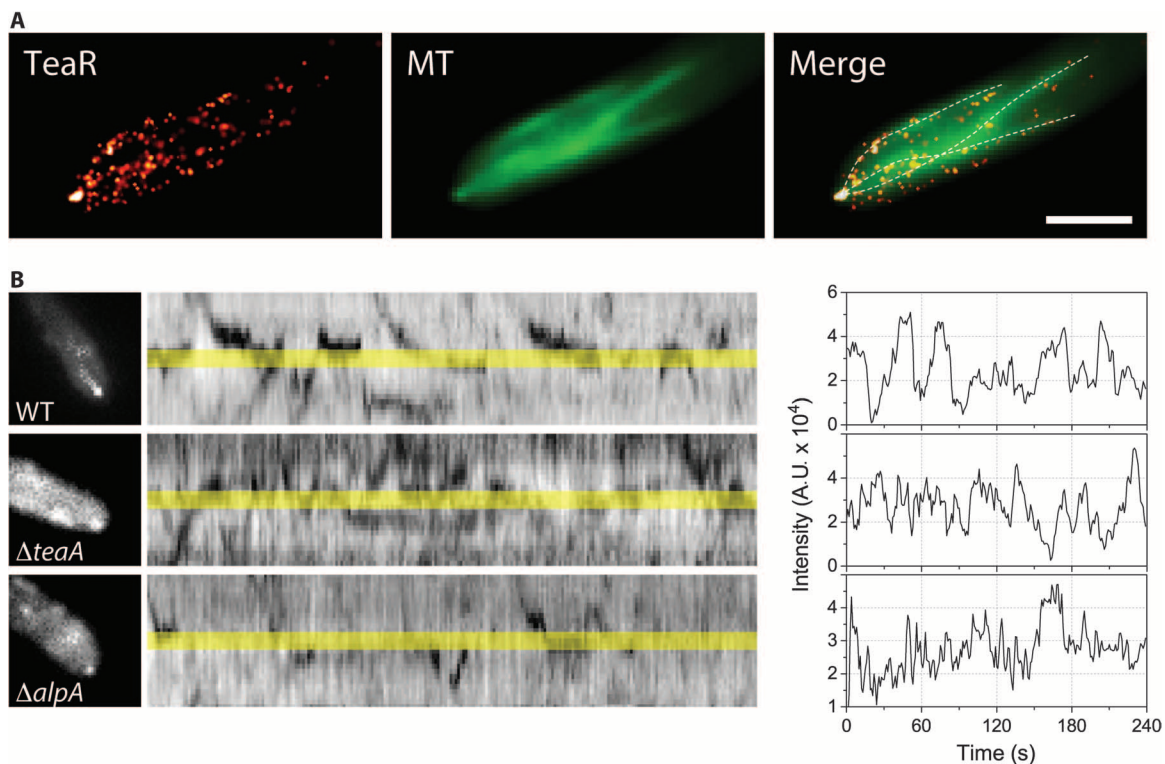 A
TeaR
MT
Merge
B
WT
ΔteaA
ΔalpA
Intensity (A.U. x 10⁴)
6
4
2
0
4
2
0
4
3
2
1
0 60 120 180 240
Time (s)